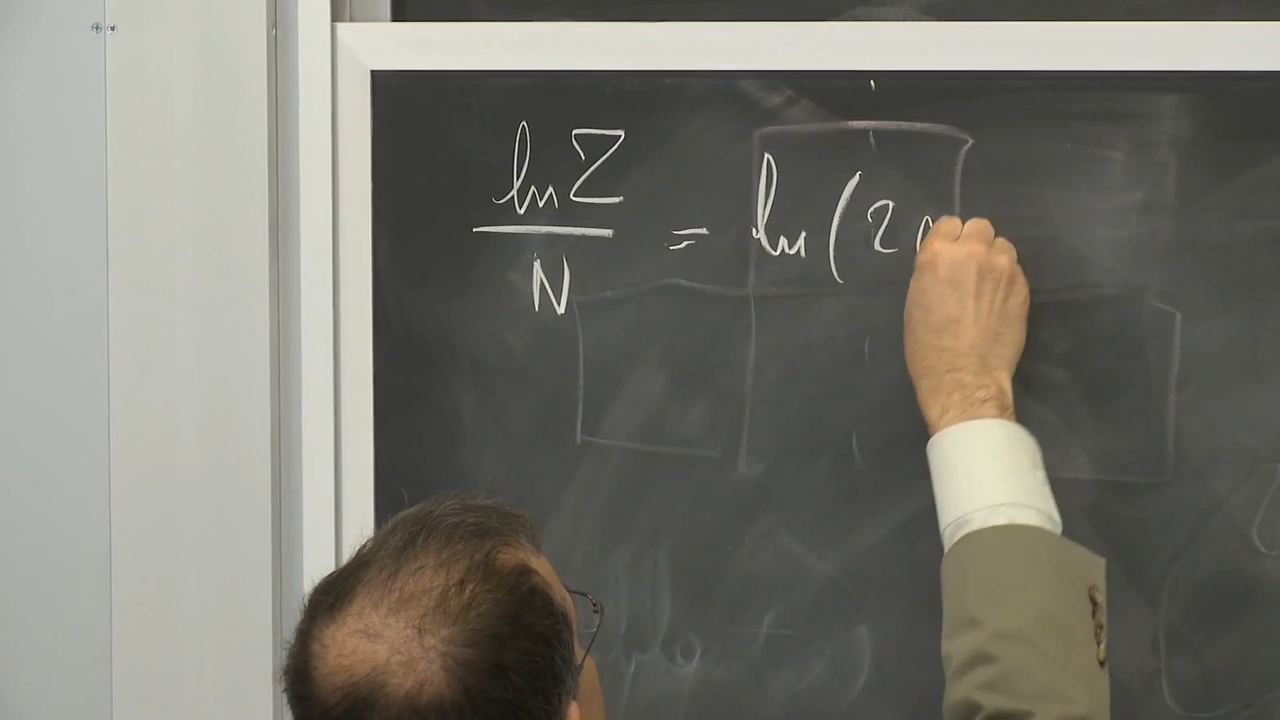 ln Z
—— = ln (2
N